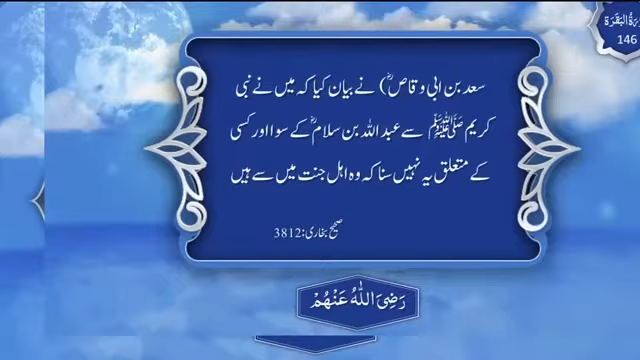 سورۃ البقرۃ
146
سعد بن ابی وقاصؓ) نے بیان کیا کہ میں نے نبی
کریم ﷺ سے عبد اللہ بن سلامؓ کے سوا اور کسی
کے متعلق یہ نہیں سنا کہ وہ اہل جنت میں سے ہیں
صحیح بخاری:3812
رَضِیَ اللّٰهُ عَنْهُمْ